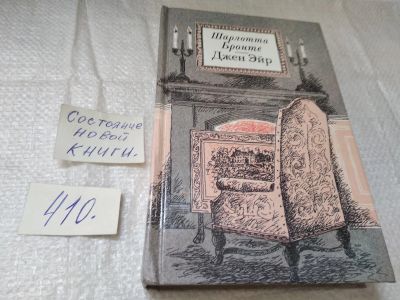 Шарлотта
Бронте
Джен Эйр
Состояние
новой
книги.
410.